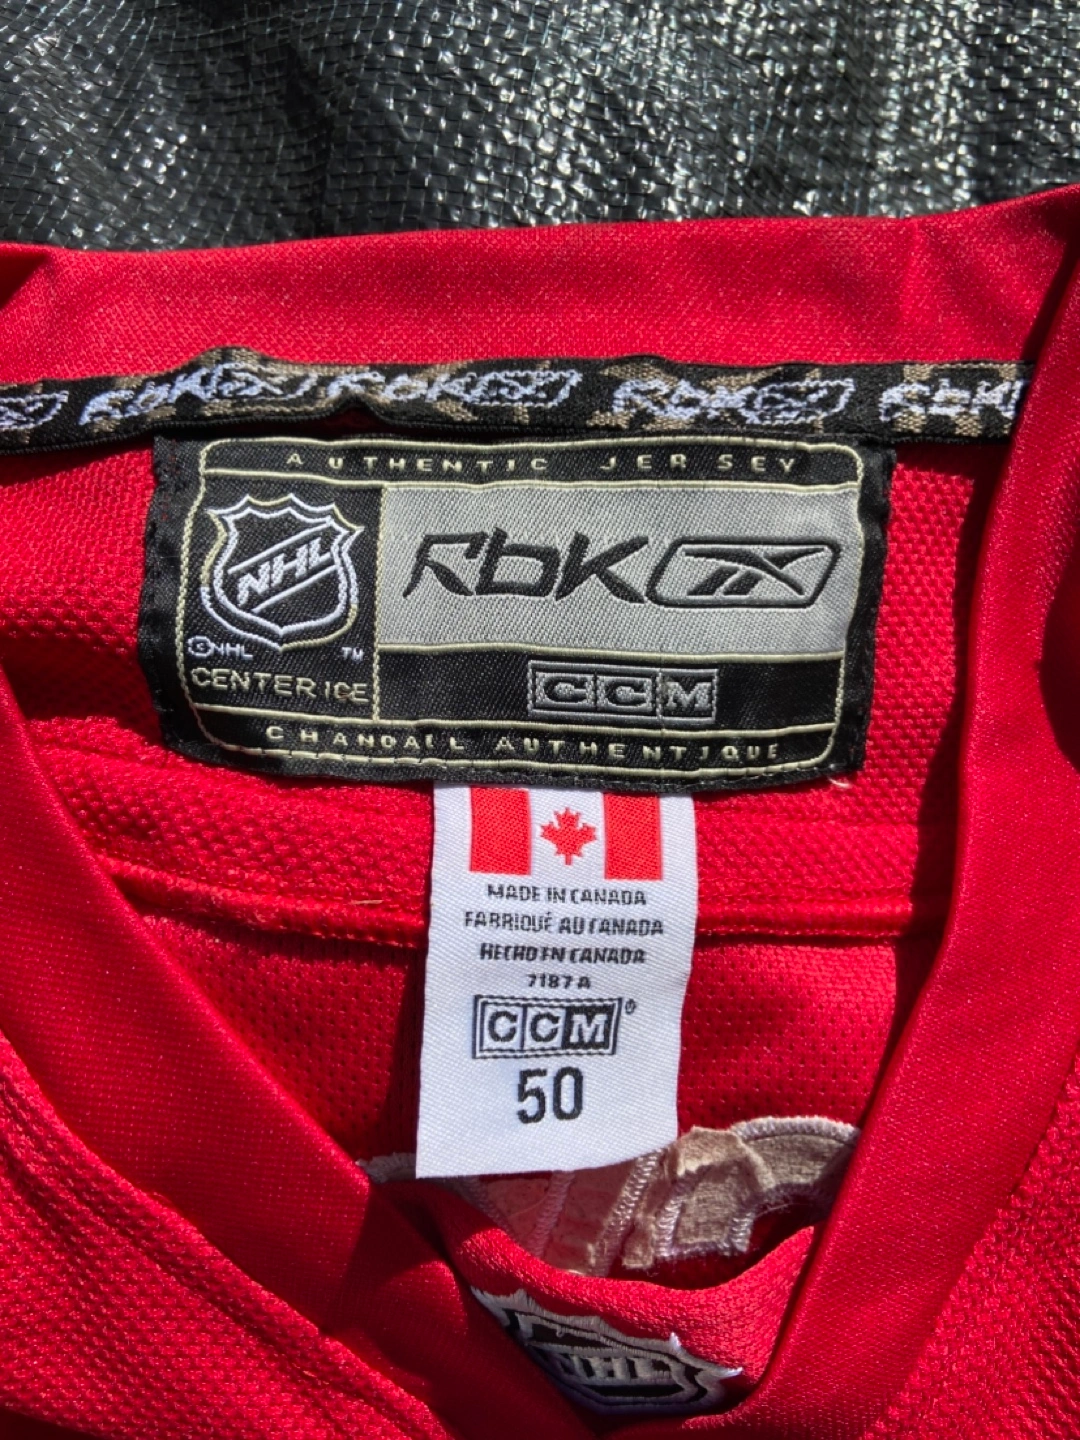 RbK RbK RbK RbK
AUTHENTIC JERSEY
NHL
©NHL TM
CENTER ICE
RbK
CCM
CHANDAIL AUTHENTIQUE
MADE IN CANADA
FABRIQUÉ AU CANADA
HECHO EN CANADA
7187A
CCM®
50
NHL